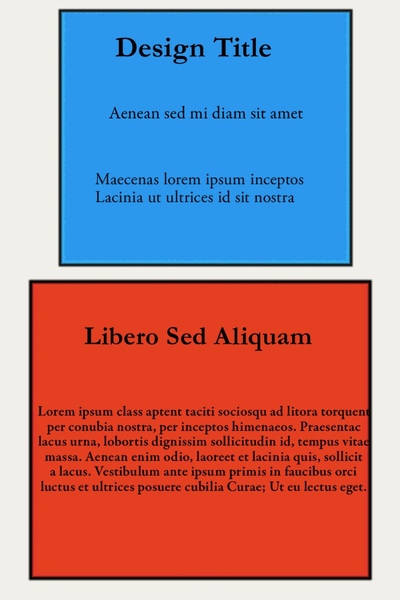 Design Title
Aenean sed mi diam sit amet
Maecenas lorem ipsum inceptos
Lacinia ut ultrices id sit nostra
Libero Sed Aliquam
Lorem ipsum class aptent taciti sociosqu ad litora torquent
per conubia nostra, per inceptos himenaeos. Praesentac
lacus urna, lobortis dignissim sollicitudin id, tempus vitae
massa. Aenean enim odio, laoreet et lacinia quis, sollicit
a lacus. Vestibulum ante ipsum primis in faucibus orci
luctus et ultrices posuere cubilia Curae; Ut eu lectus eget.